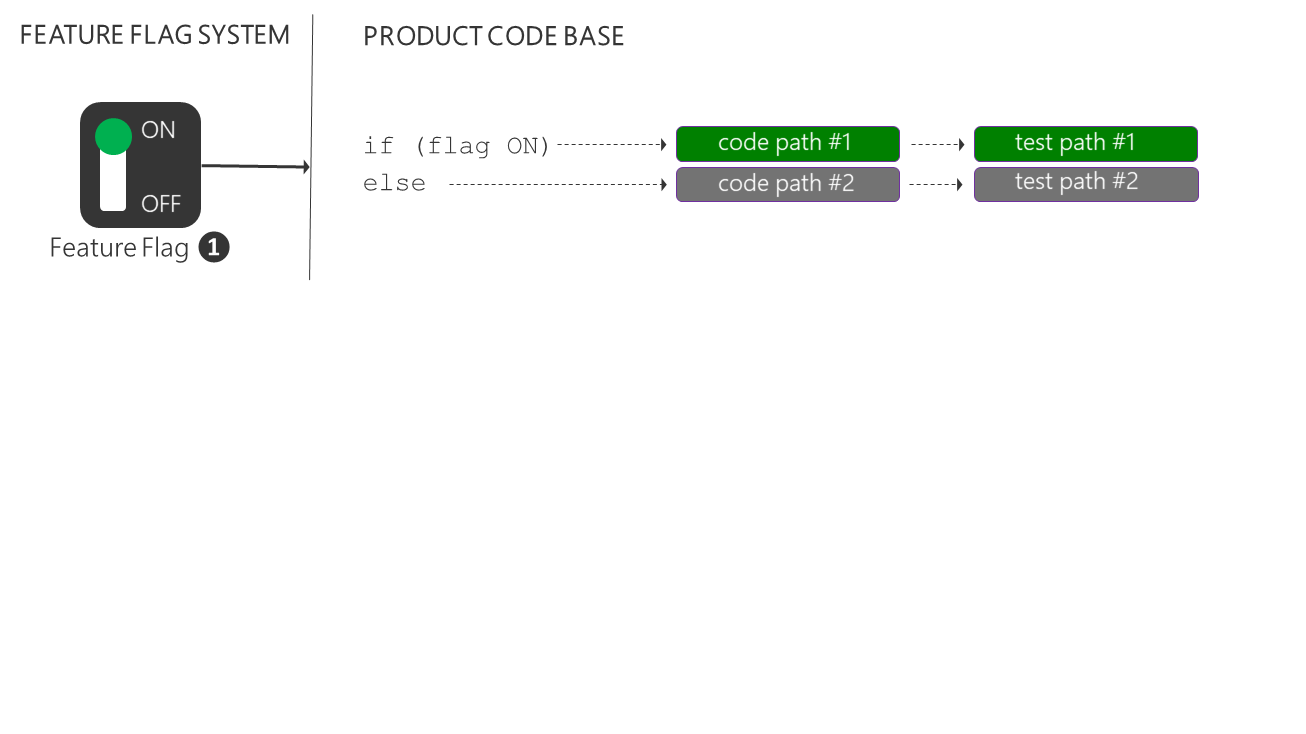 FEATURE FLAG SYSTEM
PRODUCT CODE BASE
ON
OFF
Feature Flag 1
if (flag ON)
code path #1
test path #1
else
code path #2
test path #2